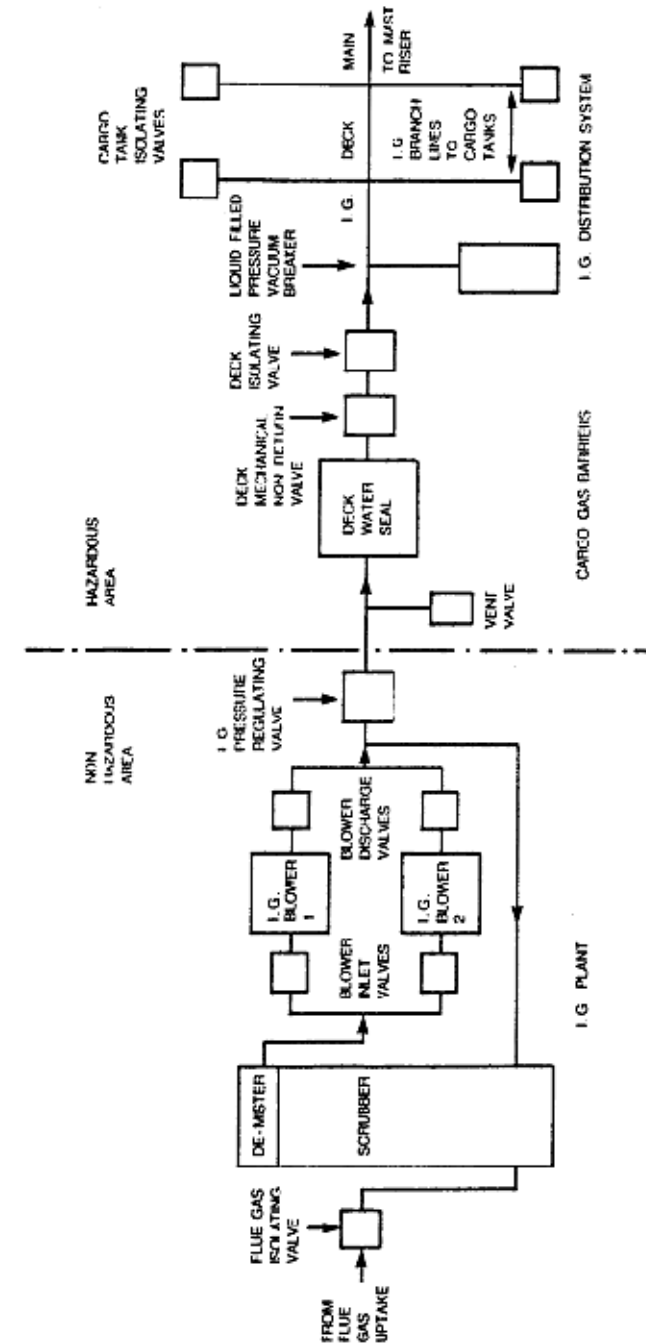 FROM
FLUE
GAS
UPTAKE
FLUE GAS
ISOLATING
VALVE
DE-MISTER
SCRUBBER
BLOWER
INLET
VALVES
I.G.
BLOWER
1
I.G.
BLOWER
2
BLOWER
DISCHARGE
VALVES
I.G PLANT
NON
HAZARDOUS
AREA
I.G
PRESSURE
REGULATING
VALVE
HAZARDOUS
AREA
VENT
VALVE
DECK
WATER
SEAL
DECK
MECHANICAL
NON RETURN
VALVE
DECK
ISOLATING
VALVE
CARGO GAS BARRIERS
LIQUID FILLED
PRESSURE
VACUUM
BREAKER
I.G. DECK MAIN
CARGO
TANK
ISOLATING
VALVES
I.G
BRANCH
LINES
TO
CARGO
TANKS
TO MAST
RISER
I.G. DISTRIBUTION SYSTEM